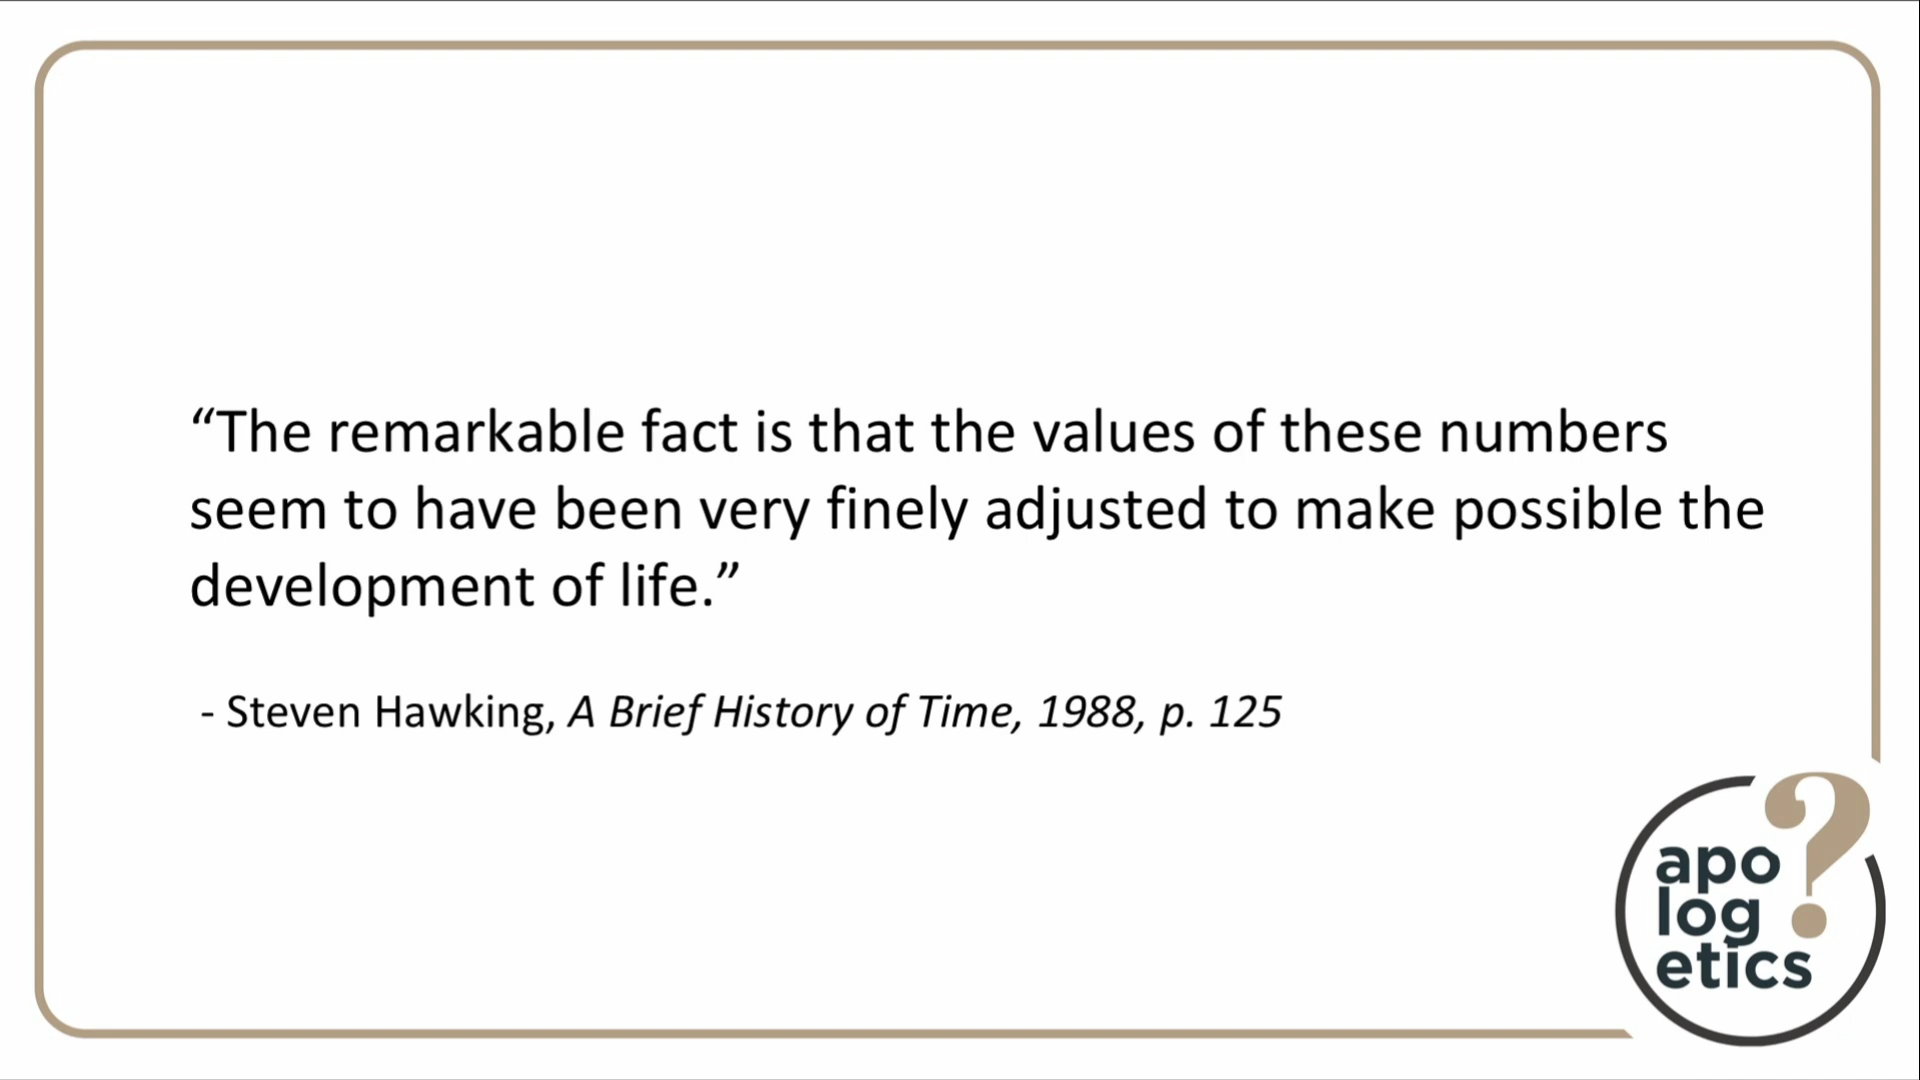 “The remarkable fact is that the values of these numbers
seem to have been very finely adjusted to make possible the
development of life.”
- Steven Hawking, A Brief History of Time, 1988, p. 125
apo
log
etics
?